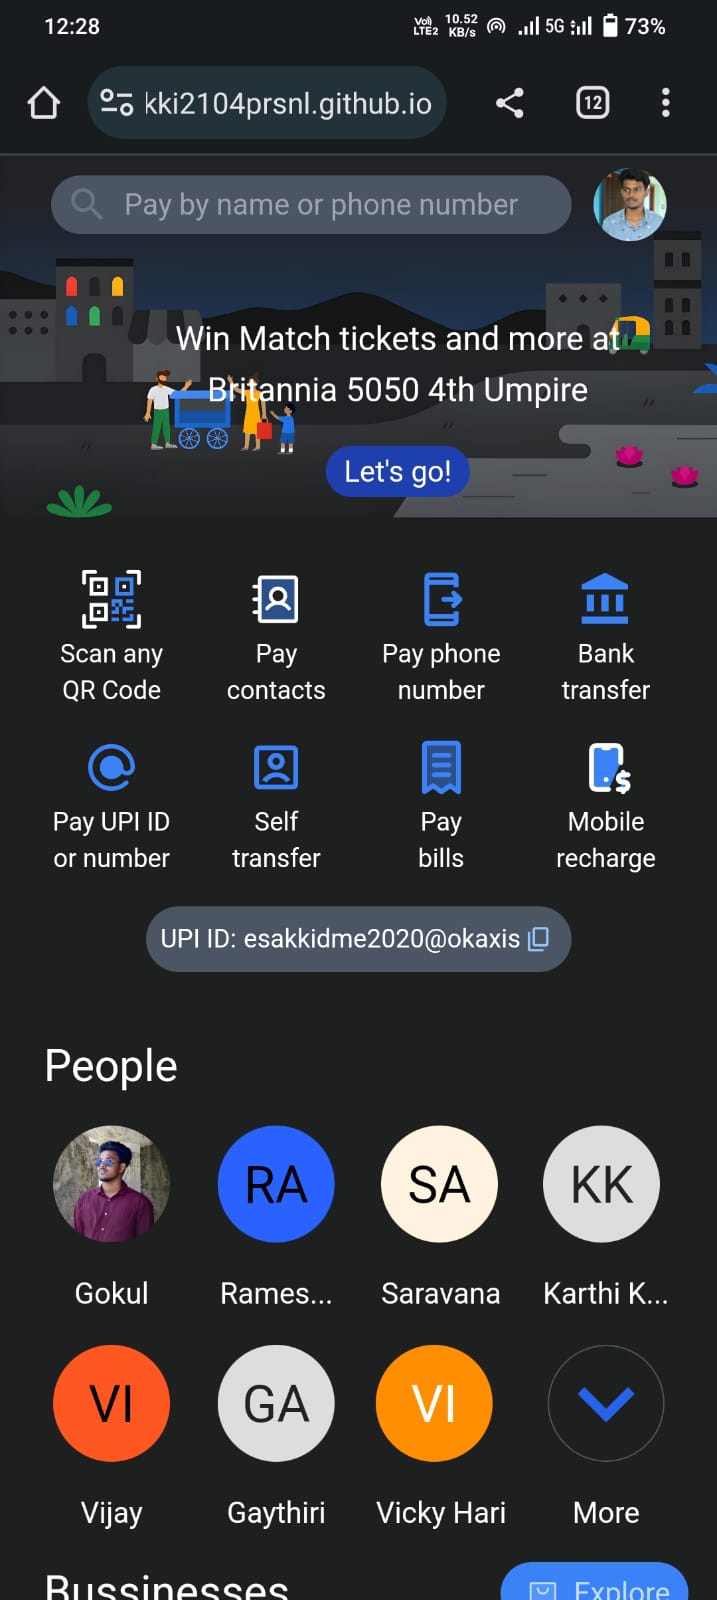 12:28
Vo)
LTE2
10.52
KB/s
5G
73%
kki2104prsnl.github.io
12
Pay by name or phone number
Win Match tickets and more at
Britannia 5050 4th Umpire
Let's go!
Scan any
QR Code
Pay
contacts
Pay phone
number
Bank
transfer
Pay UPI ID
or number
Self
transfer
Pay
bills
Mobile
recharge
UPI ID: esakkidme2020@okaxis
People
RA
SA
KK
Gokul
Rames...
Saravana
Karthi K...
VI
GA
VI
Vijay
Gaythiri
Vicky Hari
More
Bussinesses
Explore